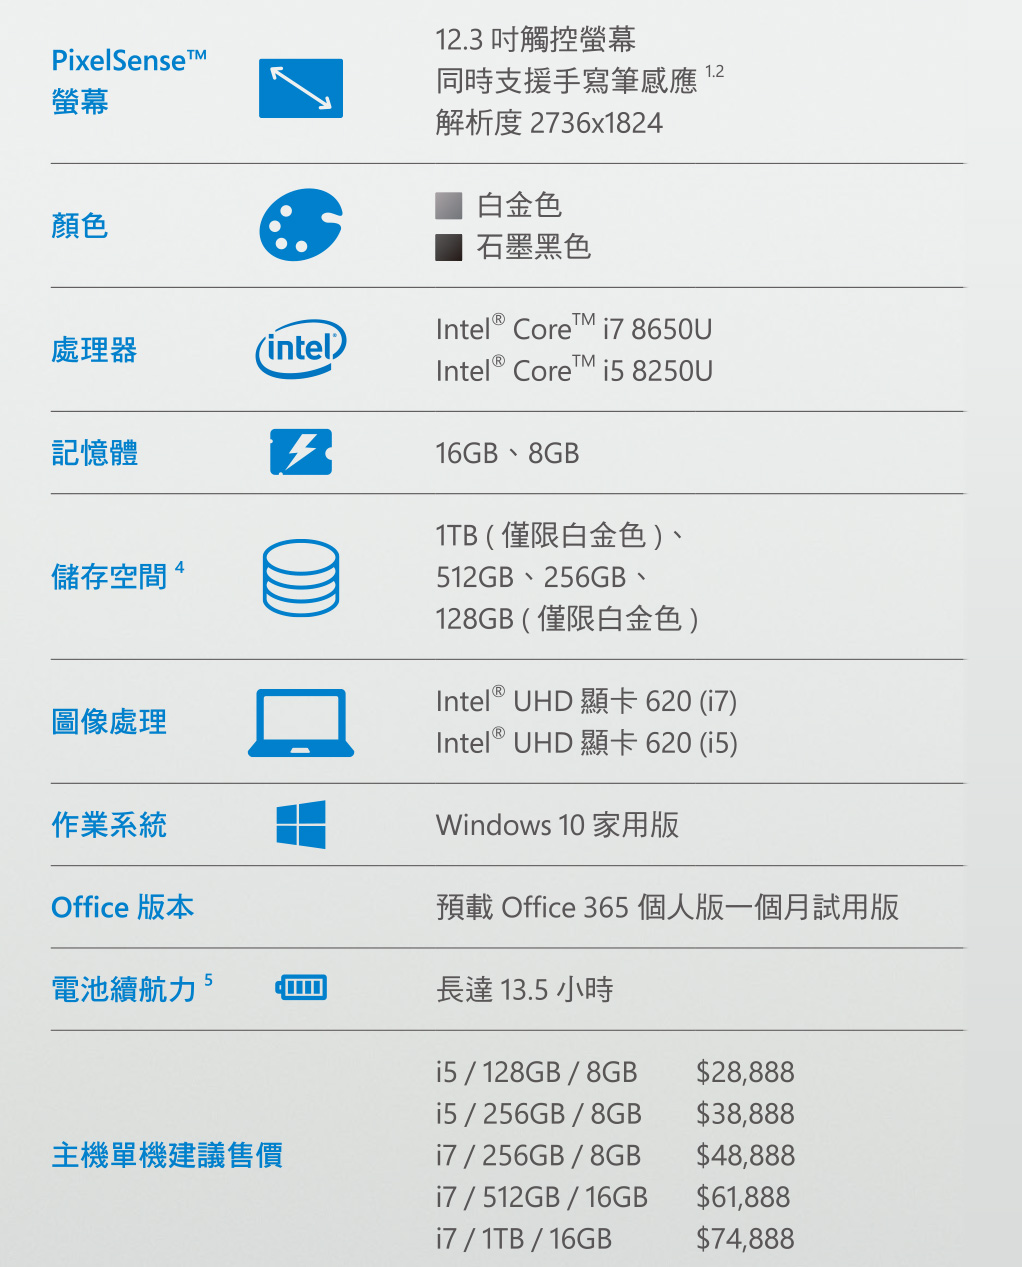 PixelSense™
螢幕
12.3 吋觸控螢幕
同時支援手寫筆感應 1.2
解析度 2736x1824
顏色
白金色
石墨黑色
處理器
intel
Intel® Core™ i7 8650U
Intel® Core™ i5 8250U
記憶體
16GB、8GB
儲存空間 4
1TB ( 僅限白金色 )、
512GB、256GB、
128GB ( 僅限白金色 )
圖像處理
Intel® UHD 顯卡 620 (i7)
Intel® UHD 顯卡 620 (i5)
作業系統
Windows 10 家用版
Office 版本
預載 Office 365 個人版一個月試用版
電池續航力 5
長達 13.5 小時
主機單機建議售價
i5 / 128GB / 8GB $28,888
i5 / 256GB / 8GB $38,888
i7 / 256GB / 8GB $48,888
i7 / 512GB / 16GB $61,888
i7 / 1TB / 16GB $74,888